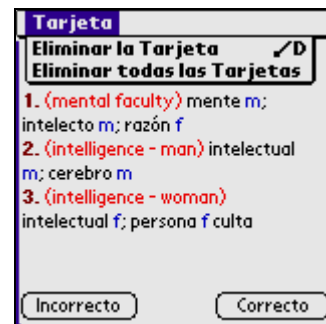 Tarjeta
Eliminar la Tarjeta ✓D
Eliminar todas las Tarjetas
1. (mental faculty) mente m;
intelecto m; razón f
2. (intelligence - man) intelectual
m; cerebro m
3. (intelligence - woman)
intelectual f; persona f culta
Incorrecto Correcto